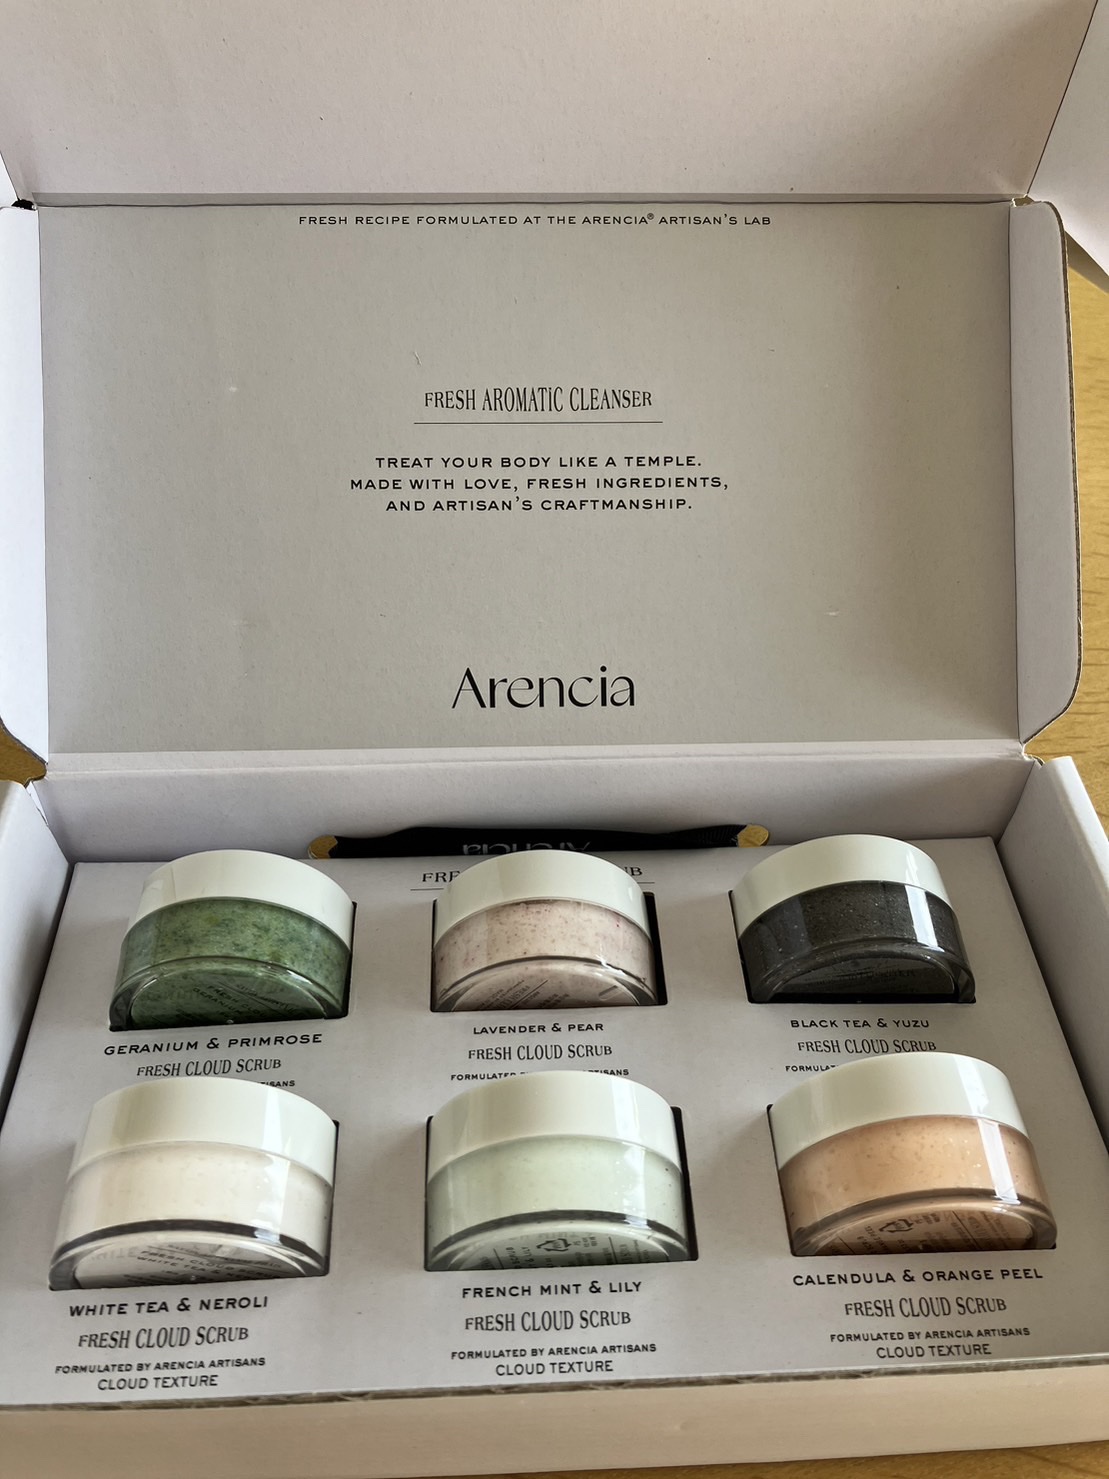 FRESH RECIPE FORMULATED AT THE ARENCIA® ARTISAN'S LAB
FRESH AROMATIC CLEANSER
TREAT YOUR BODY LIKE A TEMPLE.
MADE WITH LOVE, FRESH INGREDIENTS,
AND ARTISAN'S CRAFTMANSHIP.
Arencia
Arencia
GERANIUM & PRIMROSE
FRESH CLOUD SCRUB
LAVENDER & PEAR
FRESH CLOUD SCRUB
BLACK TEA & YUZU
FRESH CLOUD SCRUB
WHITE TEA & NEROLI
FRESH CLOUD SCRUB
FORMULATED BY ARENCIA ARTISANS
CLOUD TEXTURE
FRENCH MINT & LILY
FRESH CLOUD SCRUB
FORMULATED BY ARENCIA ARTISANS
CLOUD TEXTURE
CALENDULA & ORANGE PEEL
FRESH CLOUD SCRUB
FORMULATED BY ARENCIA ARTISANS
CLOUD TEXTURE